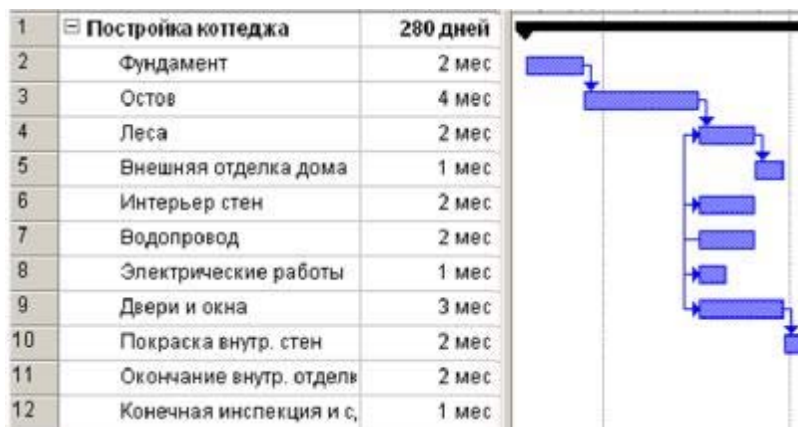 1 Постройка коттеджа 280 дней
2 Фундамент 2 мес
3 Остов 4 мес
4 Леса 2 мес
5 Внешняя отделка дома 1 мес
6 Интерьер стен 2 мес
7 Водопровод 2 мес
8 Электрические работы 1 мес
9 Двери и окна 3 мес
10 Покраска внутр. стен 2 мес
11 Окончание внутр. отделк 2 мес
12 Конечная инспекция и с, 1 мес